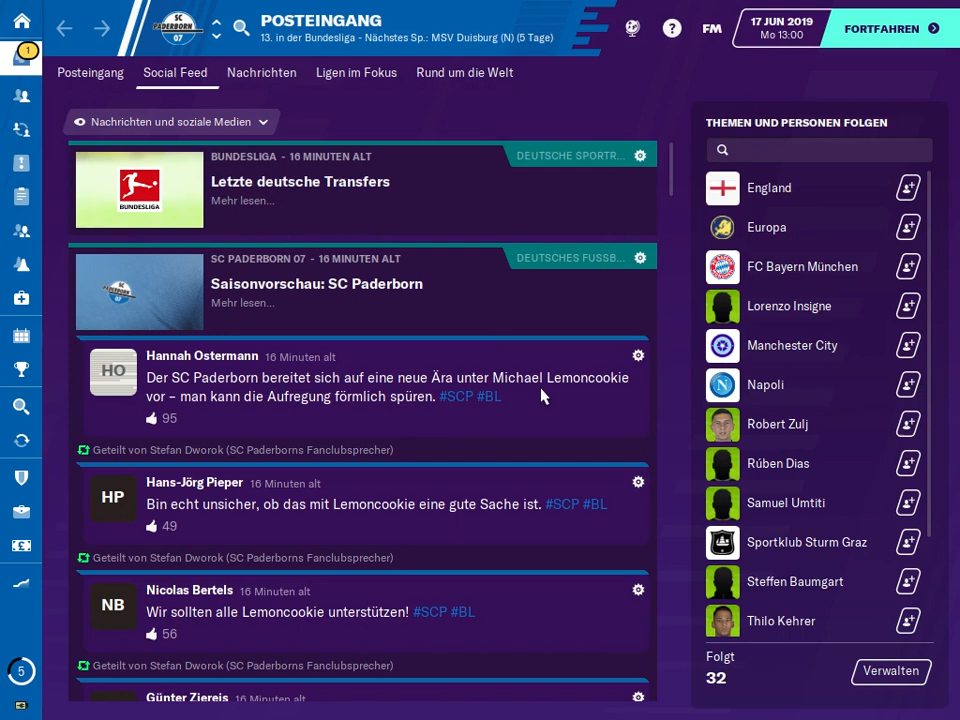 1
SC
PADERBORN
07
POSTEINGANG
13. in der Bundesliga - Nächstes Sp.: MSV Duisburg (N) (5 Tage)
?
FM
17 JUN 2019
Mo 13:00
FORTFAHREN
Posteingang
Social Feed
Nachrichten
Ligen im Fokus
Rund um die Welt
Nachrichten und soziale Medien
BUNDESLIGA - 16 MINUTEN ALT
DEUTSCHE SPORTR...
BUNDESLIGA
Letzte deutsche Transfers
Mehr lesen...
SC PADERBORN 07 - 16 MINUTEN ALT
DEUTSCHES FUSSB...
Saisonvorschau: SC Paderborn
Mehr lesen...
HO
Hannah Ostermann 16 Minuten alt
Der SC Paderborn bereitet sich auf eine neue Ära unter Michael Lemoncookie
vor – man kann die Aufregung förmlich spüren. #SCP #BL
95
Geteilt von Stefan Dworok (SC Paderborns Fanclubsprecher)
HP
Hans-Jörg Pieper 16 Minuten alt
Bin echt unsicher, ob das mit Lemoncookie eine gute Sache ist. #SCP #BL
49
Geteilt von Stefan Dworok (SC Paderborns Fanclubsprecher)
NB
Nicolas Bertels 16 Minuten alt
Wir sollten alle Lemoncookie unterstützen! #SCP #BL
56
Geteilt von Stefan Dworok (SC Paderborns Fanclubsprecher)
Günter Ziereis 16 Minuten alt
THEMEN UND PERSONEN FOLGEN
England
Europa
FC Bayern München
Lorenzo Insigne
Manchester City
Napoli
Robert Zulj
Rúben Dias
Samuel Umtiti
Sportklub Sturm Graz
Steffen Baumgart
Thilo Kehrer
Folgt
32
Verwalten
5